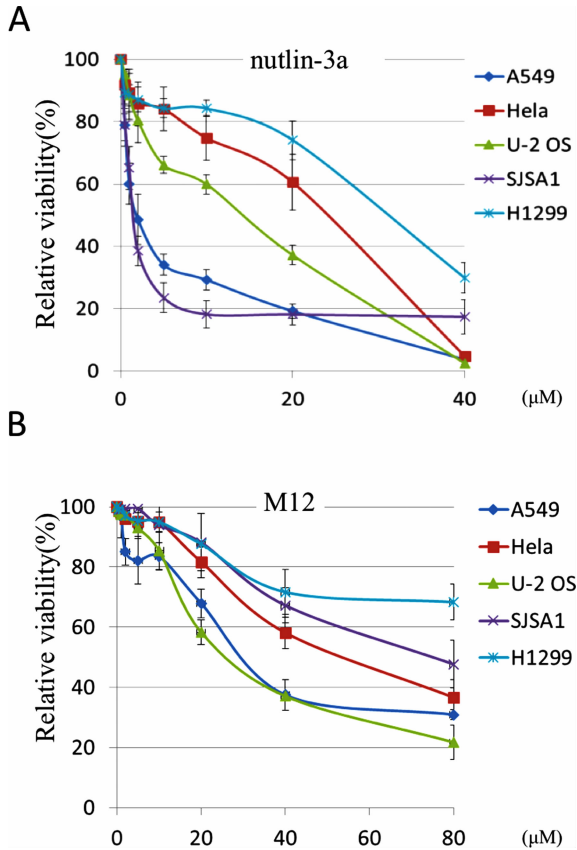 A
nutlin-3a
Relative viability(%)
100
80
60
40
20
0
0 20 40 (μM)
A549
Hela
U-2 OS
SJSA1
H1299
B
M12
Relative viability(%)
100
80
60
40
20
0
0 20 40 60 80 (μM)
A549
Hela
U-2 OS
SJSA1
H1299